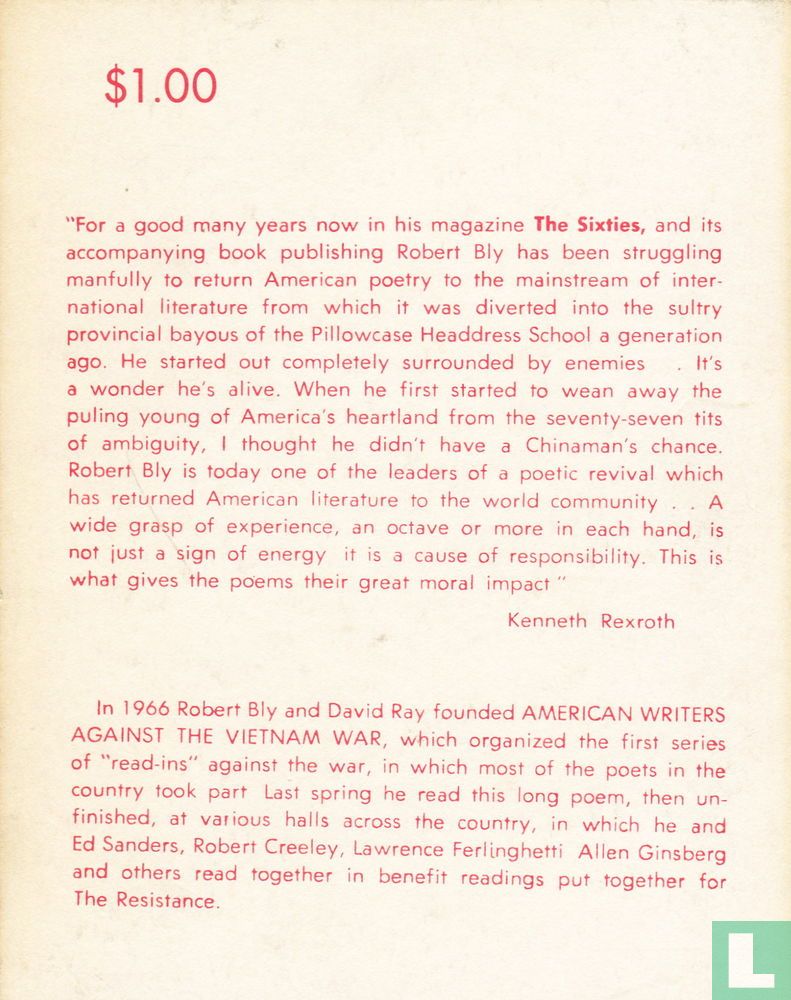 $1.00
"For a good many years now in his magazine The Sixties, and its
accompanying book publishing Robert Bly has been struggling
manfully to return American poetry to the mainstream of inter-
national literature from which it was diverted into the sultry
provincial bayous of the Pillowcase Headdress School a generation
ago. He started out completely surrounded by enemies . It's
a wonder he's alive. When he first started to wean away the
puling young of America's heartland from the seventy-seven tits
of ambiguity, I thought he didn't have a Chinaman's chance.
Robert Bly is today one of the leaders of a poetic revival which
has returned American literature to the world community . . A
wide grasp of experience, an octave or more in each hand, is
not just a sign of energy it is a cause of responsibility. This is
what gives the poems their great moral impact "
Kenneth Rexroth
In 1966 Robert Bly and David Ray founded AMERICAN WRITERS
AGAINST THE VIETNAM WAR, which organized the first series
of "read-ins" against the war, in which most of the poets in the
country took part Last spring he read this long poem, then un-
finished, at various halls across the country, in which he and
Ed Sanders, Robert Creeley, Lawrence Ferlinghetti Allen Ginsberg
and others read together in benefit readings put together for
The Resistance.
L